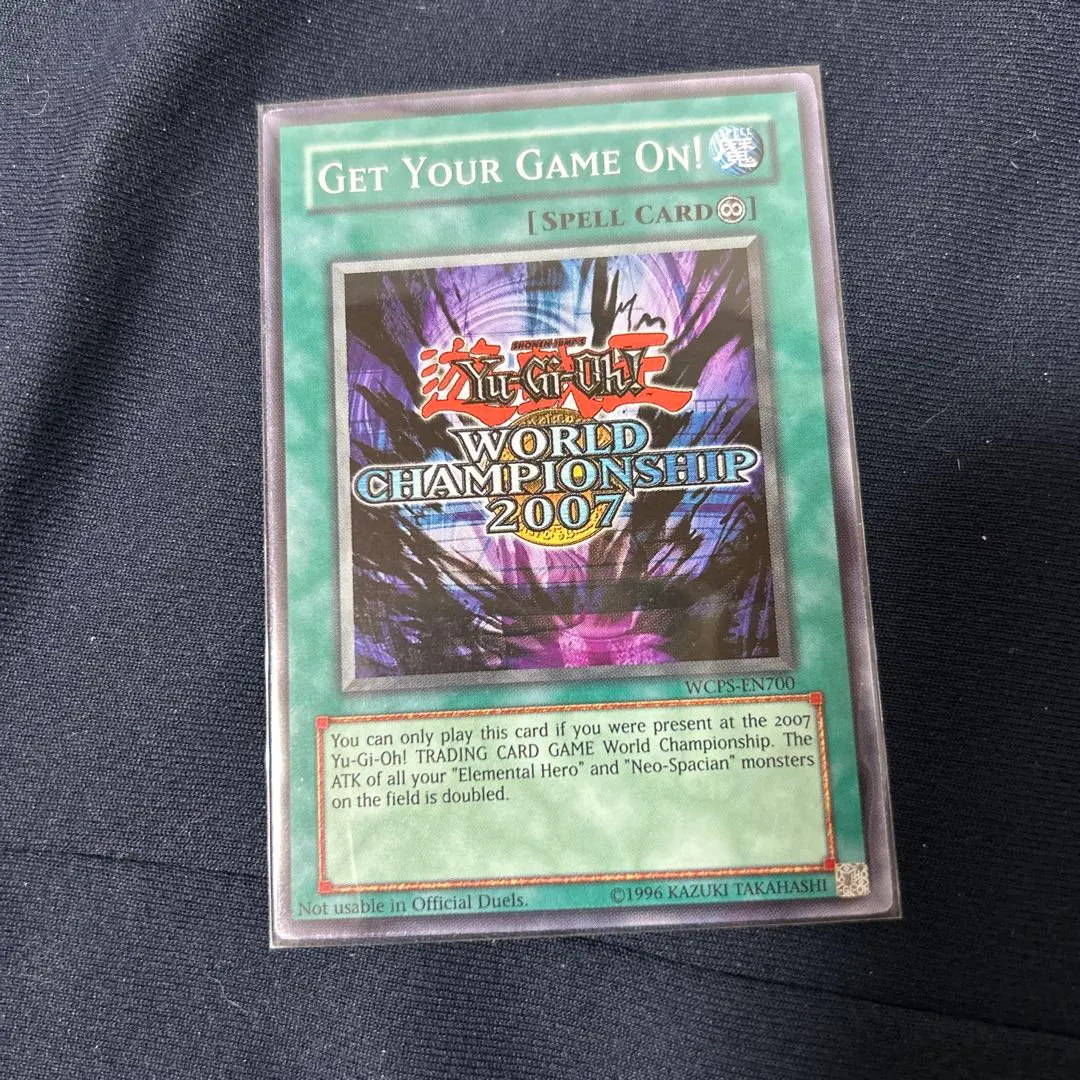 GET YOUR GAME ON!
SPELL
魔
[SPELL CARD♾]
SHONEN JUMP'S
遊戯王
Yu-Gi-Oh!
WORLD
CHAMPIONSHIP
2007
WCPS-EN700
You can only play this card if you were present at the 2007
Yu-Gi-Oh! TRADING CARD GAME World Championship. The
ATK of all your "Elemental Hero" and "Neo-Spacian" monsters
on the field is doubled.
Not usable in Official Duels.
©1996 KAZUKI TAKAHASHI